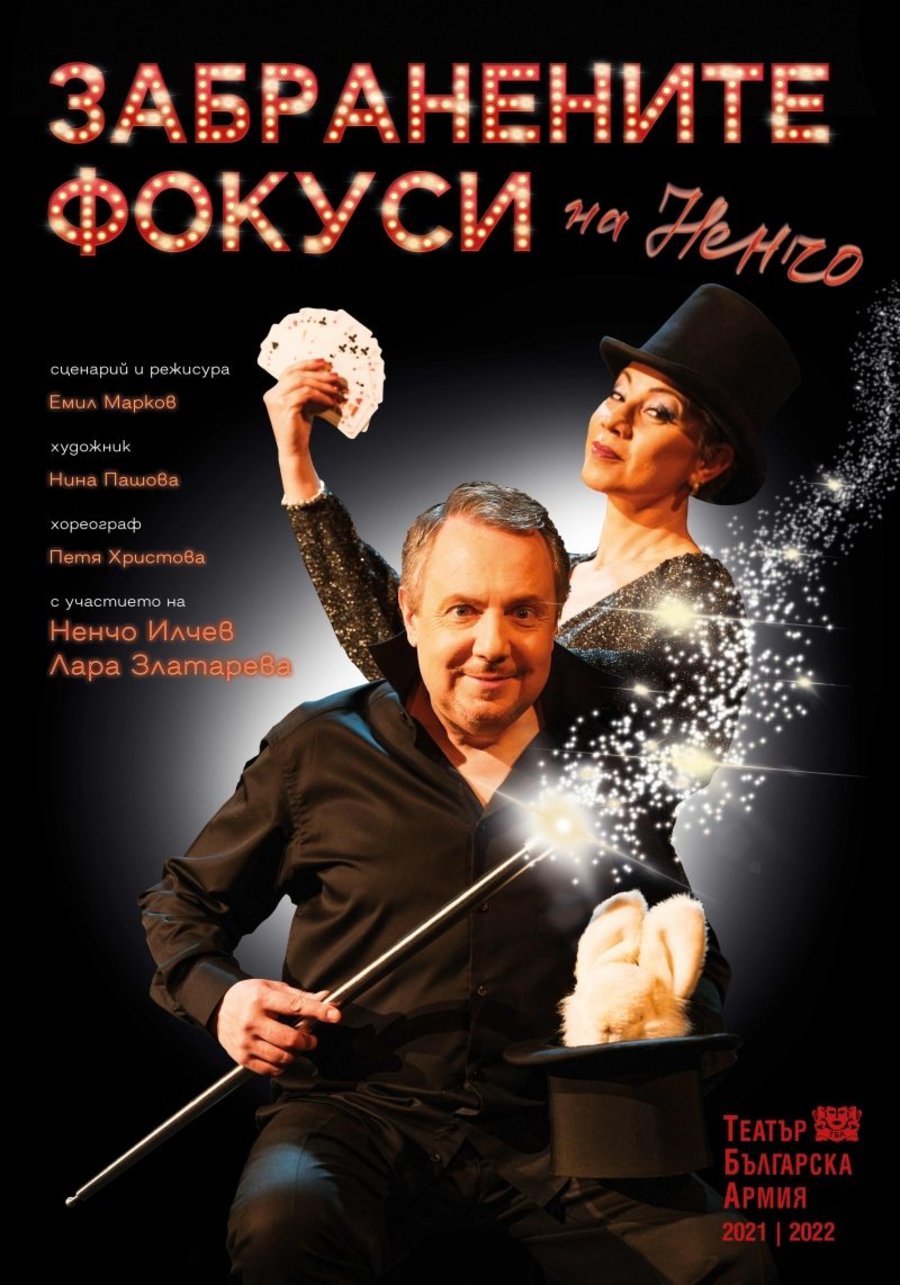 ЗАБРАНЕНИТЕ
ФОКУСИ на Ненчо
сценарий и режисура
Емил Марков
художник
Нина Пашова
хореограф
Петя Христова
с участието на
Ненчо Илчев
Лара Златарева
ТЕАТЪР
БЪЛГАРСКА
АРМИЯ
2021 | 2022